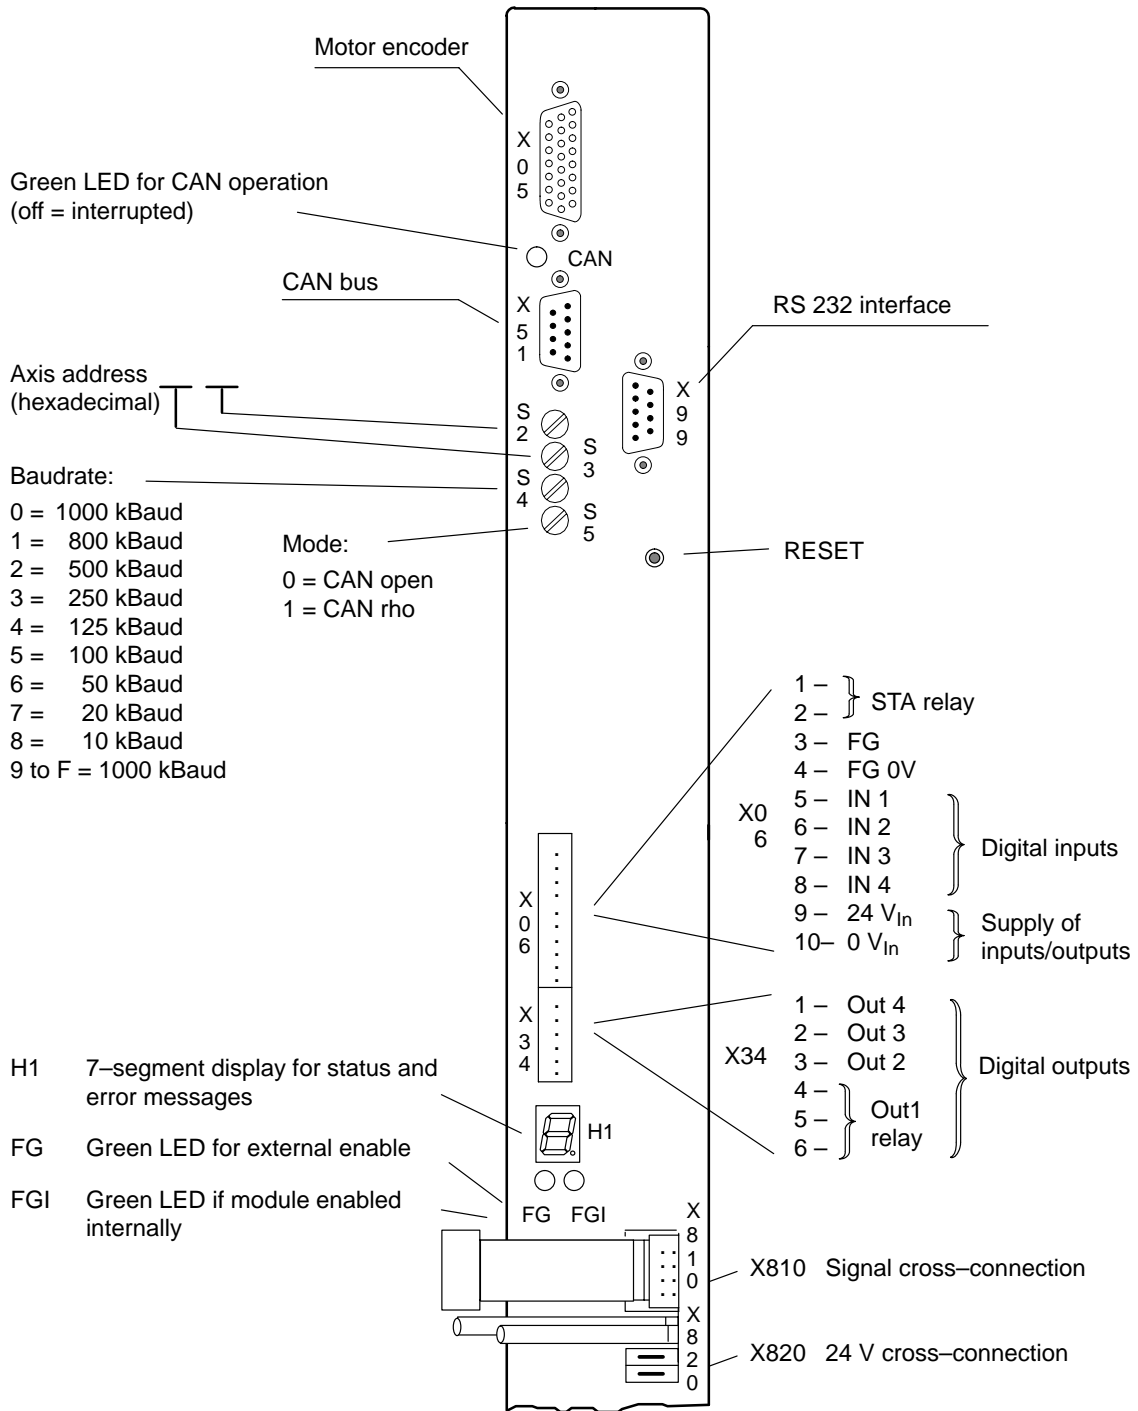 Motor encoder
X
0
5
Green LED for CAN operation
(off = interrupted)
CAN
CAN bus
X
5
1
RS 232 interface
X
9
9
Axis address
(hexadecimal)
S
2
S
3
S
4
S
5
Baudrate:
0 = 1000 kBaud
1 = 800 kBaud
2 = 500 kBaud
3 = 250 kBaud
4 = 125 kBaud
5 = 100 kBaud
6 = 50 kBaud
7 = 20 kBaud
8 = 10 kBaud
9 to F = 1000 kBaud
Mode:
0 = CAN open
1 = CAN rho
RESET
X0
6
1 –
2 –
STA relay
3 – FG
4 – FG 0V
5 – IN 1
6 – IN 2
7 – IN 3
8 – IN 4
Digital inputs
9 – 24 VIn
10– 0 VIn
Supply of
inputs/outputs
X
0
6
X
3
4
X34
1 – Out 4
2 – Out 3
3 – Out 2
4 –
5 –
6 –
Out1
relay
Digital outputs
H1 7–segment display for status and
error messages
H1
FG Green LED for external enable
FGI Green LED if module enabled
internally
FG FGI
X
8
1
0
X810 Signal cross–connection
X
8
2
0
X820 24 V cross–connection